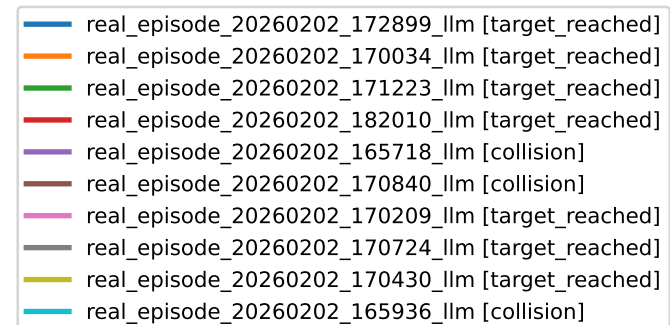 real_episode_20260202_172899_llm [target_reached]
real_episode_20260202_170034_llm [target_reached]
real_episode_20260202_171223_llm [target_reached]
real_episode_20260202_182010_llm [target_reached]
real_episode_20260202_165718_llm [collision]
real_episode_20260202_170840_llm [collision]
real_episode_20260202_170209_llm [target_reached]
real_episode_20260202_170724_llm [target_reached]
real_episode_20260202_170430_llm [target_reached]
real_episode_20260202_165936_llm [collision]